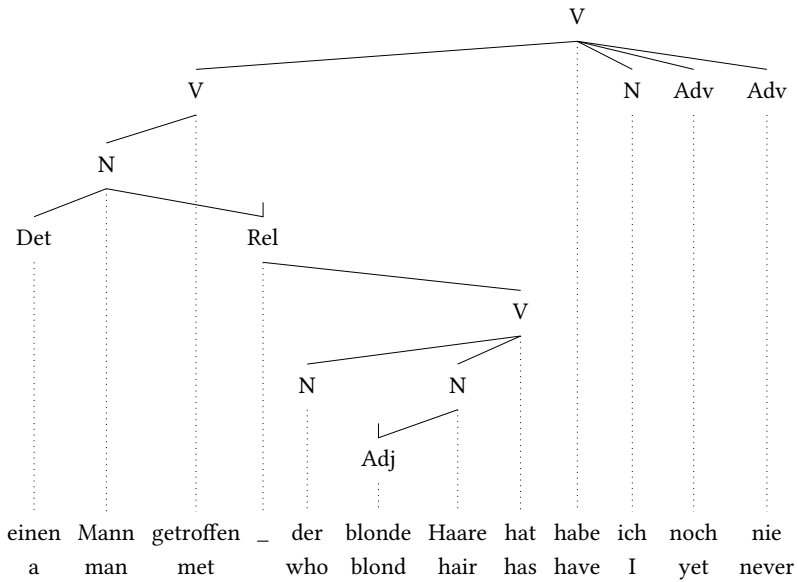 V
V N Adv Adv
N
Det Rel
V
N N
Adj
einen Mann getroffen _ der blonde Haare hat habe ich noch nie
a man met who blond hair has have I yet never